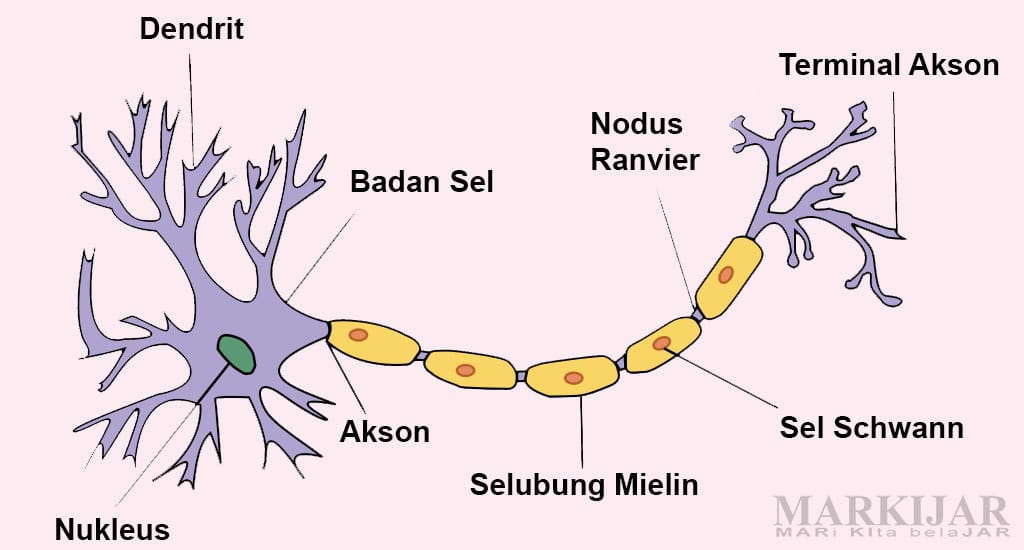 Dendrit
Terminal Akson
Nodus
Ranvier
Badan Sel
Akson
Sel Schwann
Selubung Mielin
Nukleus
MARKIJAR
MARi KIta belaJAR